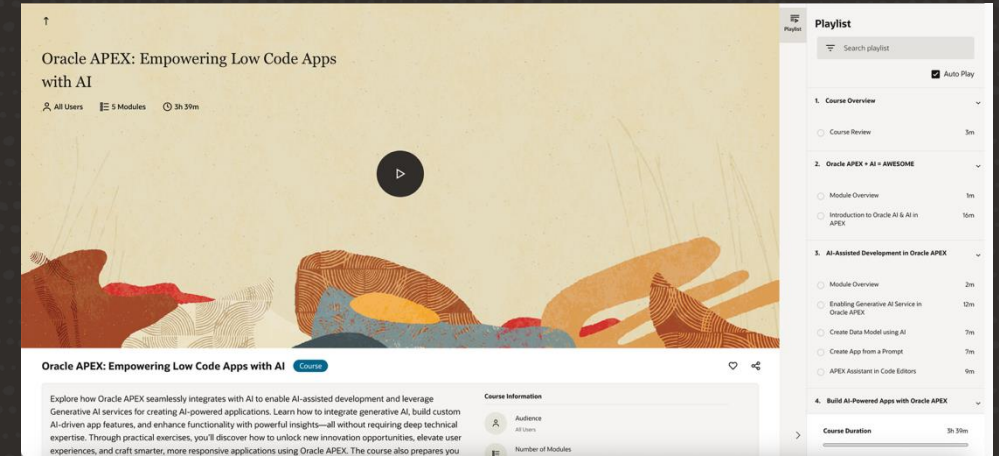 Oracle APEX: Empowering Low Code Apps
with AI
All Users
5 Modules
3h 39m
Oracle APEX: Empowering Low Code Apps with AI
Course
Explore how Oracle APEX seamlessly integrates with AI to enable AI-assisted development and leverage
Generative AI services for creating AI-powered applications. Learn how to integrate generative AI, build custom
AI-driven app features, and enhance functionality with powerful insights—all without requiring deep technical
expertise. Through practical exercises, you'll discover how to unlock new innovation opportunities, elevate user
experiences, and craft smarter, more responsive applications using Oracle APEX. The course also prepares you
Course Information
Audience
All Users
Number of Modules
Playlist
Playlist
Search playlist
Auto Play
1. Course Overview
Course Review 3m
2. Oracle APEX + AI = AWESOME
Module Overview 1m
Introduction to Oracle AI & AI in 16m
APEX
3. AI-Assisted Development in Oracle APEX
Module Overview 2m
Enabling Generative AI Service in 12m
Oracle APEX
Create Data Model using AI 7m
Create App from a Prompt 7m
APEX Assistant in Code Editors 9m
4. Build AI-Powered Apps with Oracle APEX
Course Duration 3h 39m